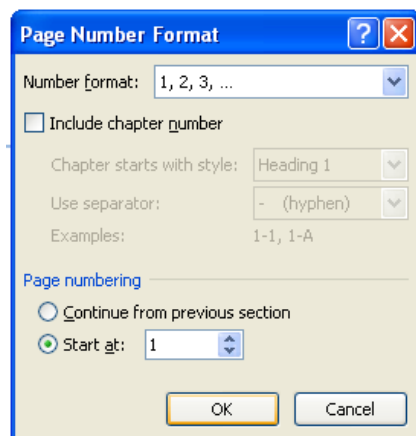 Page Number Format
Number format: 1, 2, 3, ...
Include chapter number
Chapter starts with style: Heading 1
Use separator: - (hyphen)
Examples: 1-1, 1-A
Page numbering
Continue from previous section
Start at: 1
OK Cancel